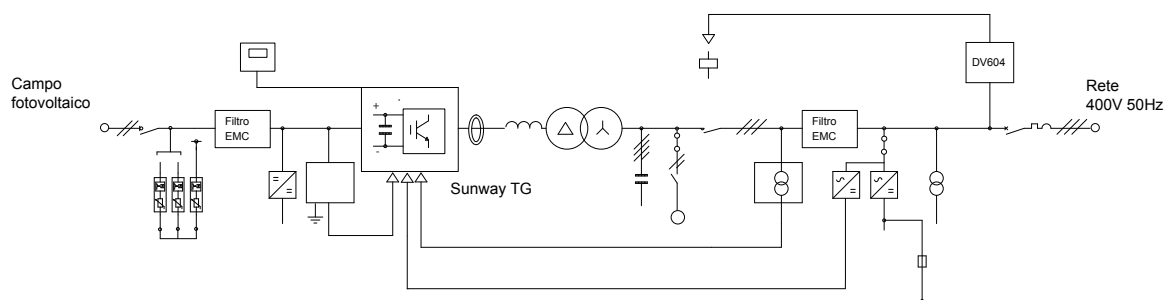 DV604
Campo
fotovoltaico
Rete
400V 50Hz
Filtro
EMC
+
-
Filtro
EMC
Sunway TG